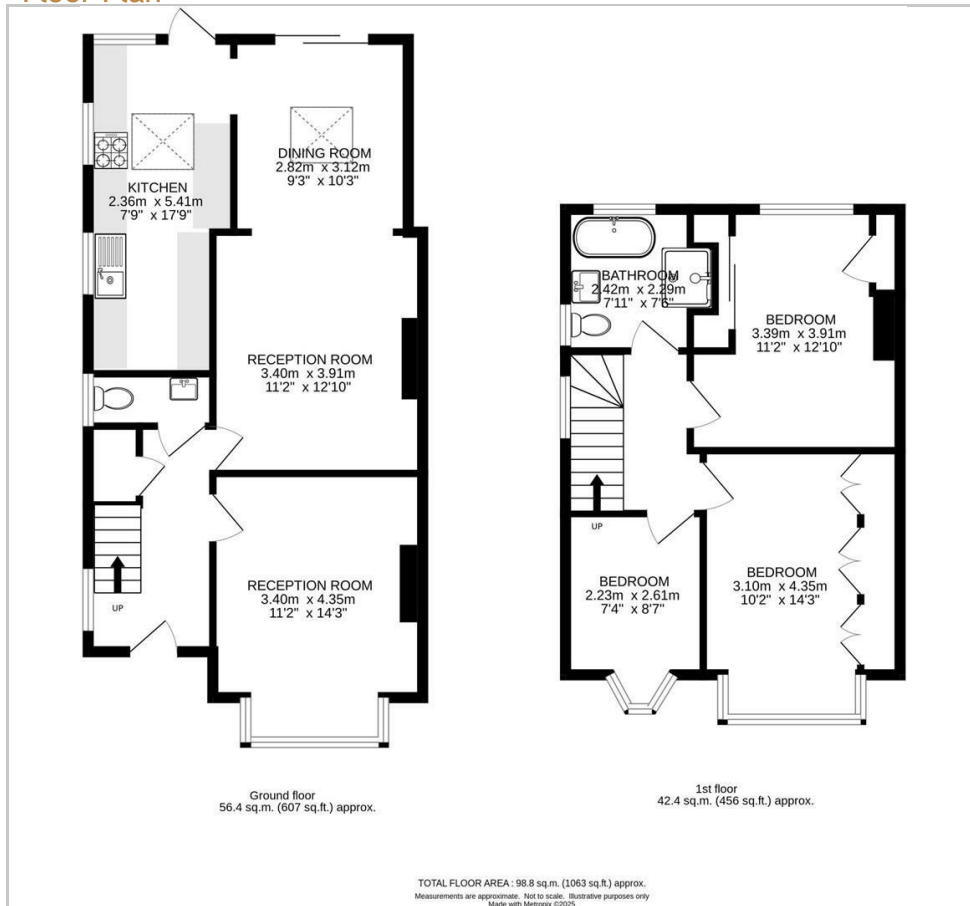 Floor Plan
DINING ROOM
2.82m x 3.12m
9'3" x 10'3"
KITCHEN
2.36m x 5.41m
7'9" x 17'9"
RECEPTION ROOM
3.40m x 3.91m
11'2" x 12'10"
UP
RECEPTION ROOM
3.40m x 4.35m
11'2" x 14'3"
Ground floor
56.4 sq.m. (607 sq.ft.) approx.
BATHROOM
2.42m x 2.29m
7'11" x 7'6"
BEDROOM
3.39m x 3.91m
11'2" x 12'10"
UP
BEDROOM
2.23m x 2.61m
7'4" x 8'7"
BEDROOM
3.10m x 4.35m
10'2" x 14'3"
1st floor
42.4 sq.m. (456 sq.ft.) approx.
TOTAL FLOOR AREA : 98.8 sq.m. (1063 sq.ft.) approx.
Measurements are approximate. Not to scale. Illustrative purposes only
Made with Metropix ©2025